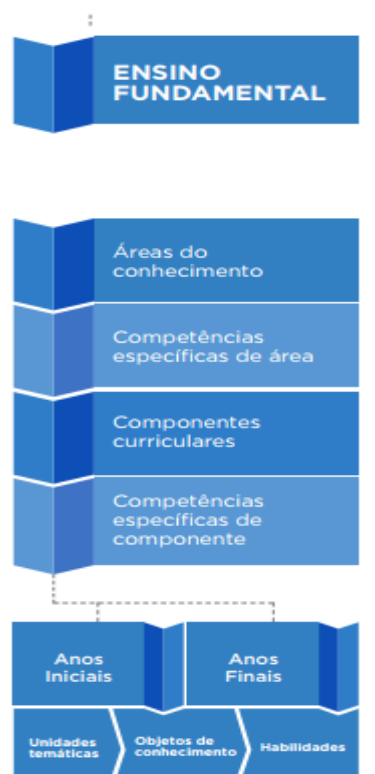 ENSINO
FUNDAMENTAL
Áreas do
conhecimento
Competências
específicas de área
Componentes
curriculares
Competências
específicas de
componente
Anos
Iniciais
Anos
Finais
Unidades
temáticas
Objetos de
conhecimento
Habilidades